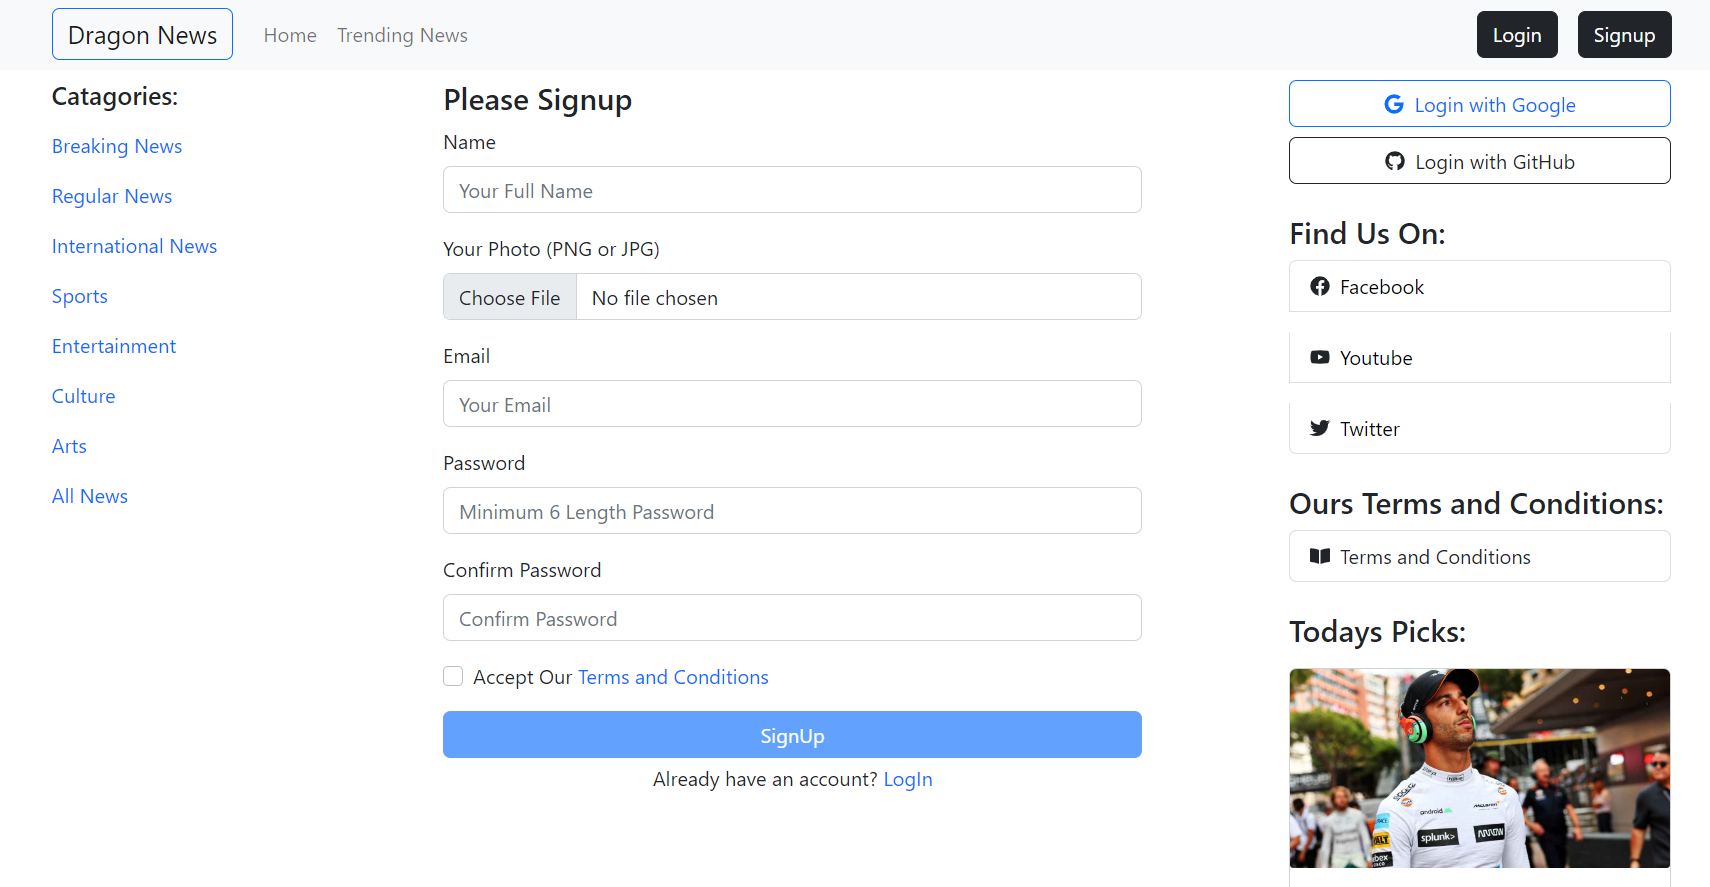 Dragon News
Home
Trending News
Login
Signup
Catagories:
Breaking News
Regular News
International News
Sports
Entertainment
Culture
Arts
All News
Please Signup
Name
Your Full Name
Your Photo (PNG or JPG)
Choose File No file chosen
Email
Your Email
Password
Minimum 6 Length Password
Confirm Password
Confirm Password
Accept Our Terms and Conditions
SignUp
Already have an account? LogIn
Login with Google
Login with GitHub
Find Us On:
Facebook
Youtube
Twitter
Ours Terms and Conditions:
Terms and Conditions
Todays Picks:
android
splunk>